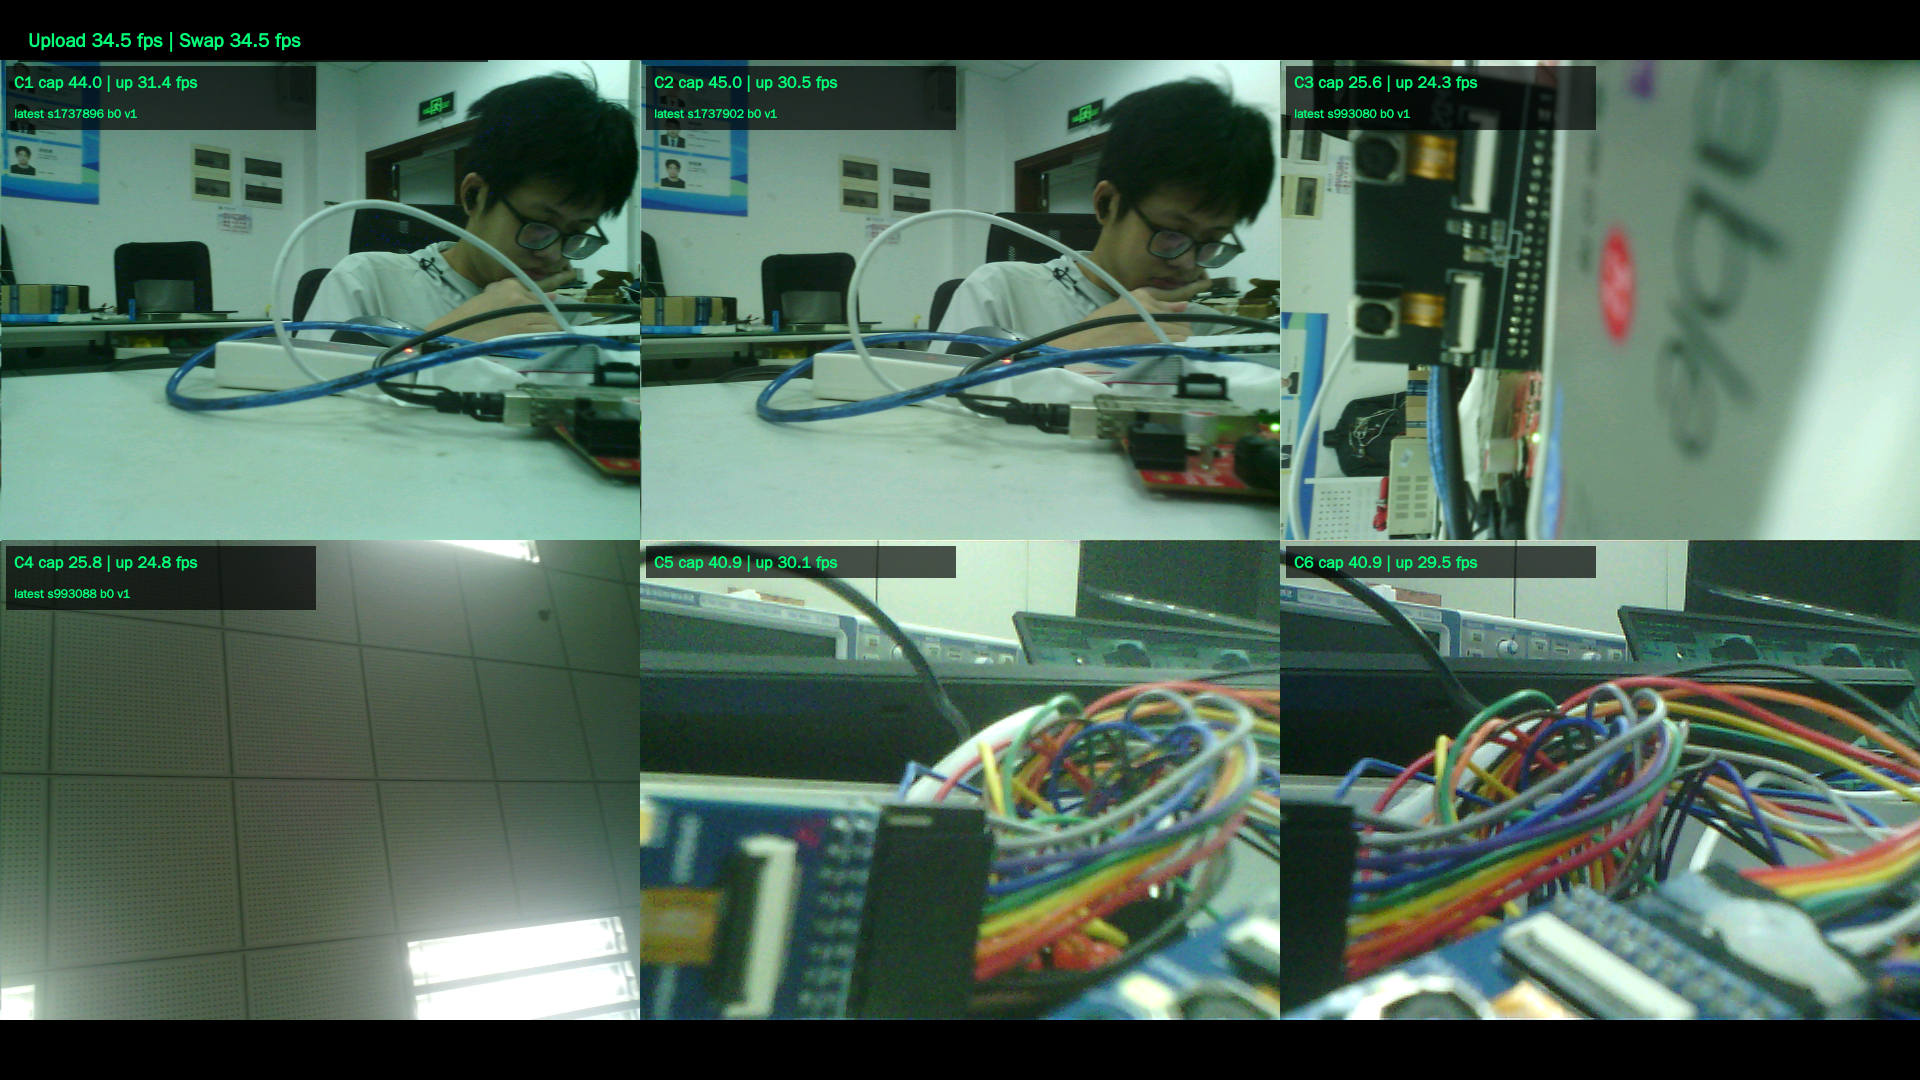 Upload 34.5 fps | Swap 34.5 fps
C1 cap 44.0 | up 31.4 fps
latest s1737896 b0 v1
C2 cap 45.0 | up 30.5 fps
latest s1737902 b0 v1
C3 cap 25.6 | up 24.3 fps
latest s993080 b0 v1
C4 cap 25.8 | up 24.8 fps
latest s993088 b0 v1
C5 cap 40.9 | up 30.1 fps
C6 cap 40.9 | up 29.5 fps